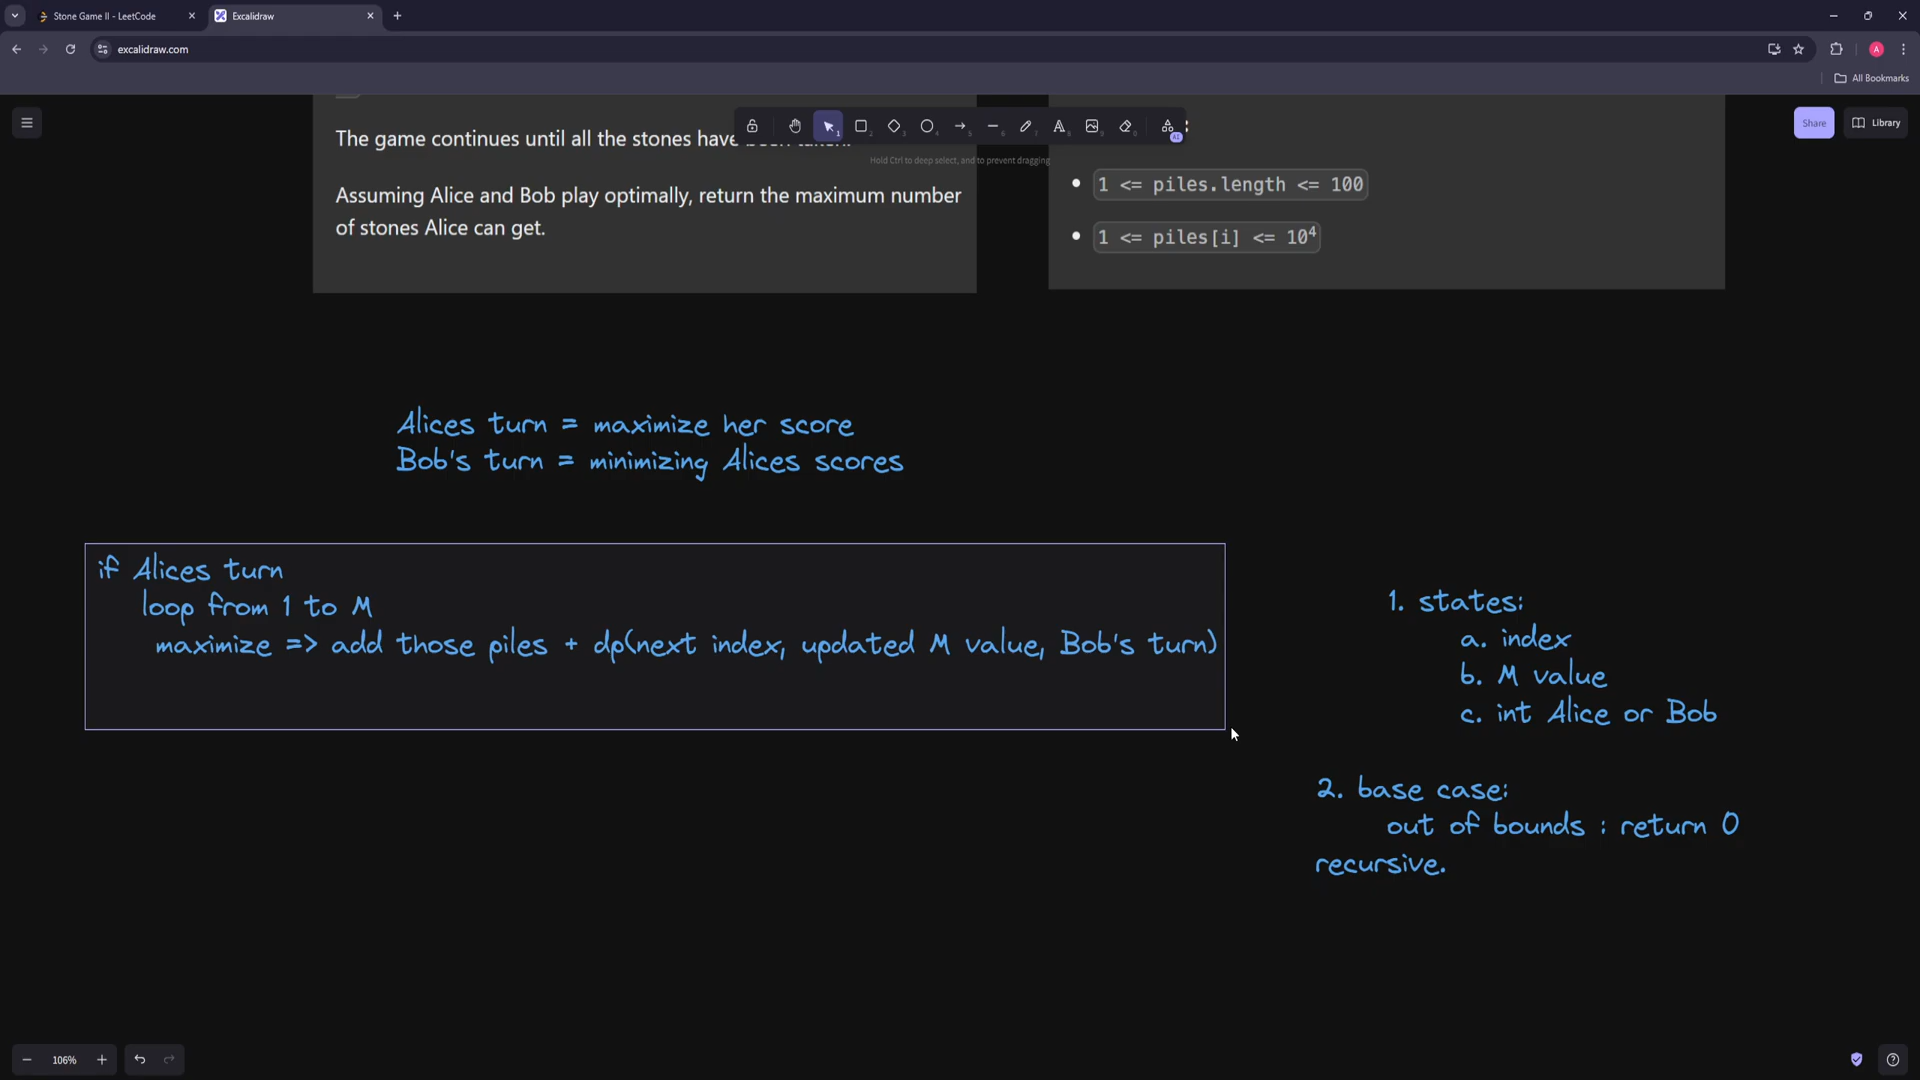 Stone Game II - LeetCode
Excalidraw
excalidraw.com
All Bookmarks
The game continues until all the stones have been taken.
Hold Ctrl to deep select, and to prevent dragging
Share
Library
Assuming Alice and Bob play optimally, return the maximum number
of stones Alice can get.
1 <= piles.length <= 100
1 <= piles[i] <= 10⁴
Alices turn = maximize her score
Bob's turn = minimizing Alices scores
if Alices turn
loop from 1 to M
maximize => add those piles + dp(next index, updated M value, Bob's turn)
1. states:
a. index
b. M value
c. int Alice or Bob
2. base case:
out of bounds : return 0
recursive.
106%